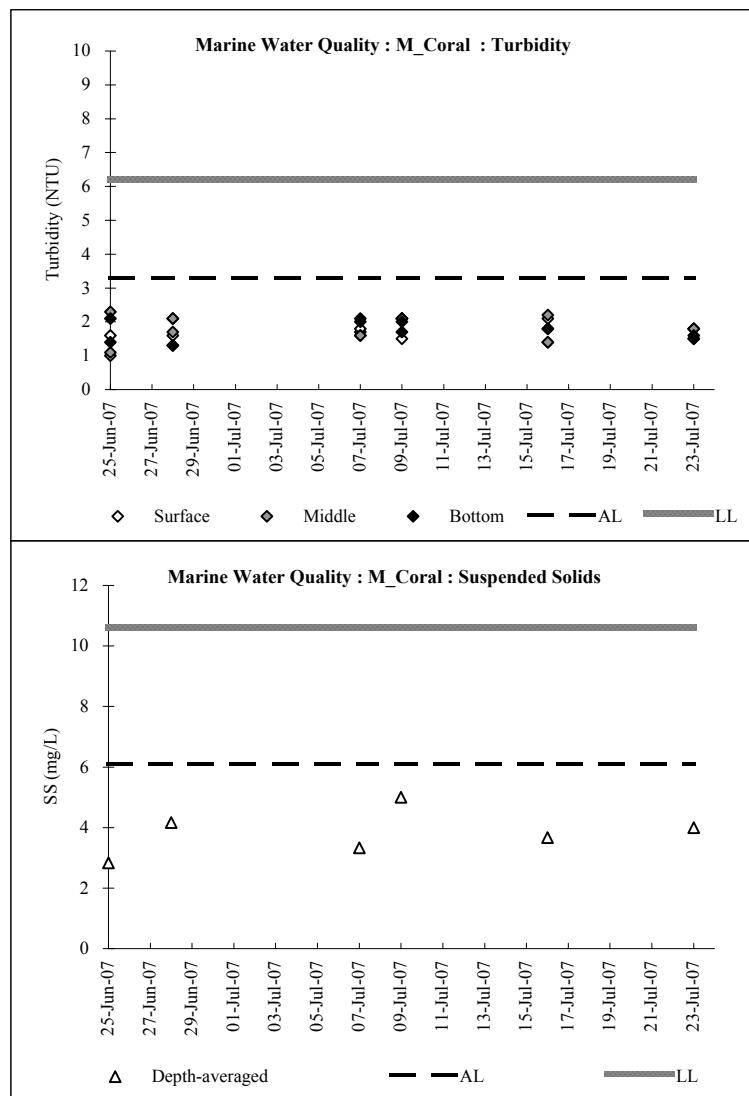 Marine Water Quality : M_Coral : Turbidity
10
9
8
7
6
5
4
3
2
1
0
Turbidity (NTU)
25-Jun-07
27-Jun-07
29-Jun-07
01-Jul-07
03-Jul-07
05-Jul-07
07-Jul-07
09-Jul-07
11-Jul-07
13-Jul-07
15-Jul-07
17-Jul-07
19-Jul-07
21-Jul-07
23-Jul-07
Surface Middle Bottom AL LL
Marine Water Quality : M_Coral : Suspended Solids
12
10
8
6
4
2
0
SS (mg/L)
25-Jun-07
27-Jun-07
29-Jun-07
01-Jul-07
03-Jul-07
05-Jul-07
07-Jul-07
09-Jul-07
11-Jul-07
13-Jul-07
15-Jul-07
17-Jul-07
19-Jul-07
21-Jul-07
23-Jul-07
Depth-averaged AL LL